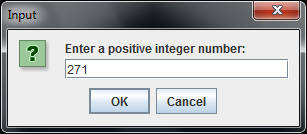 Input
Enter a positive integer number:
271
OK Cancel